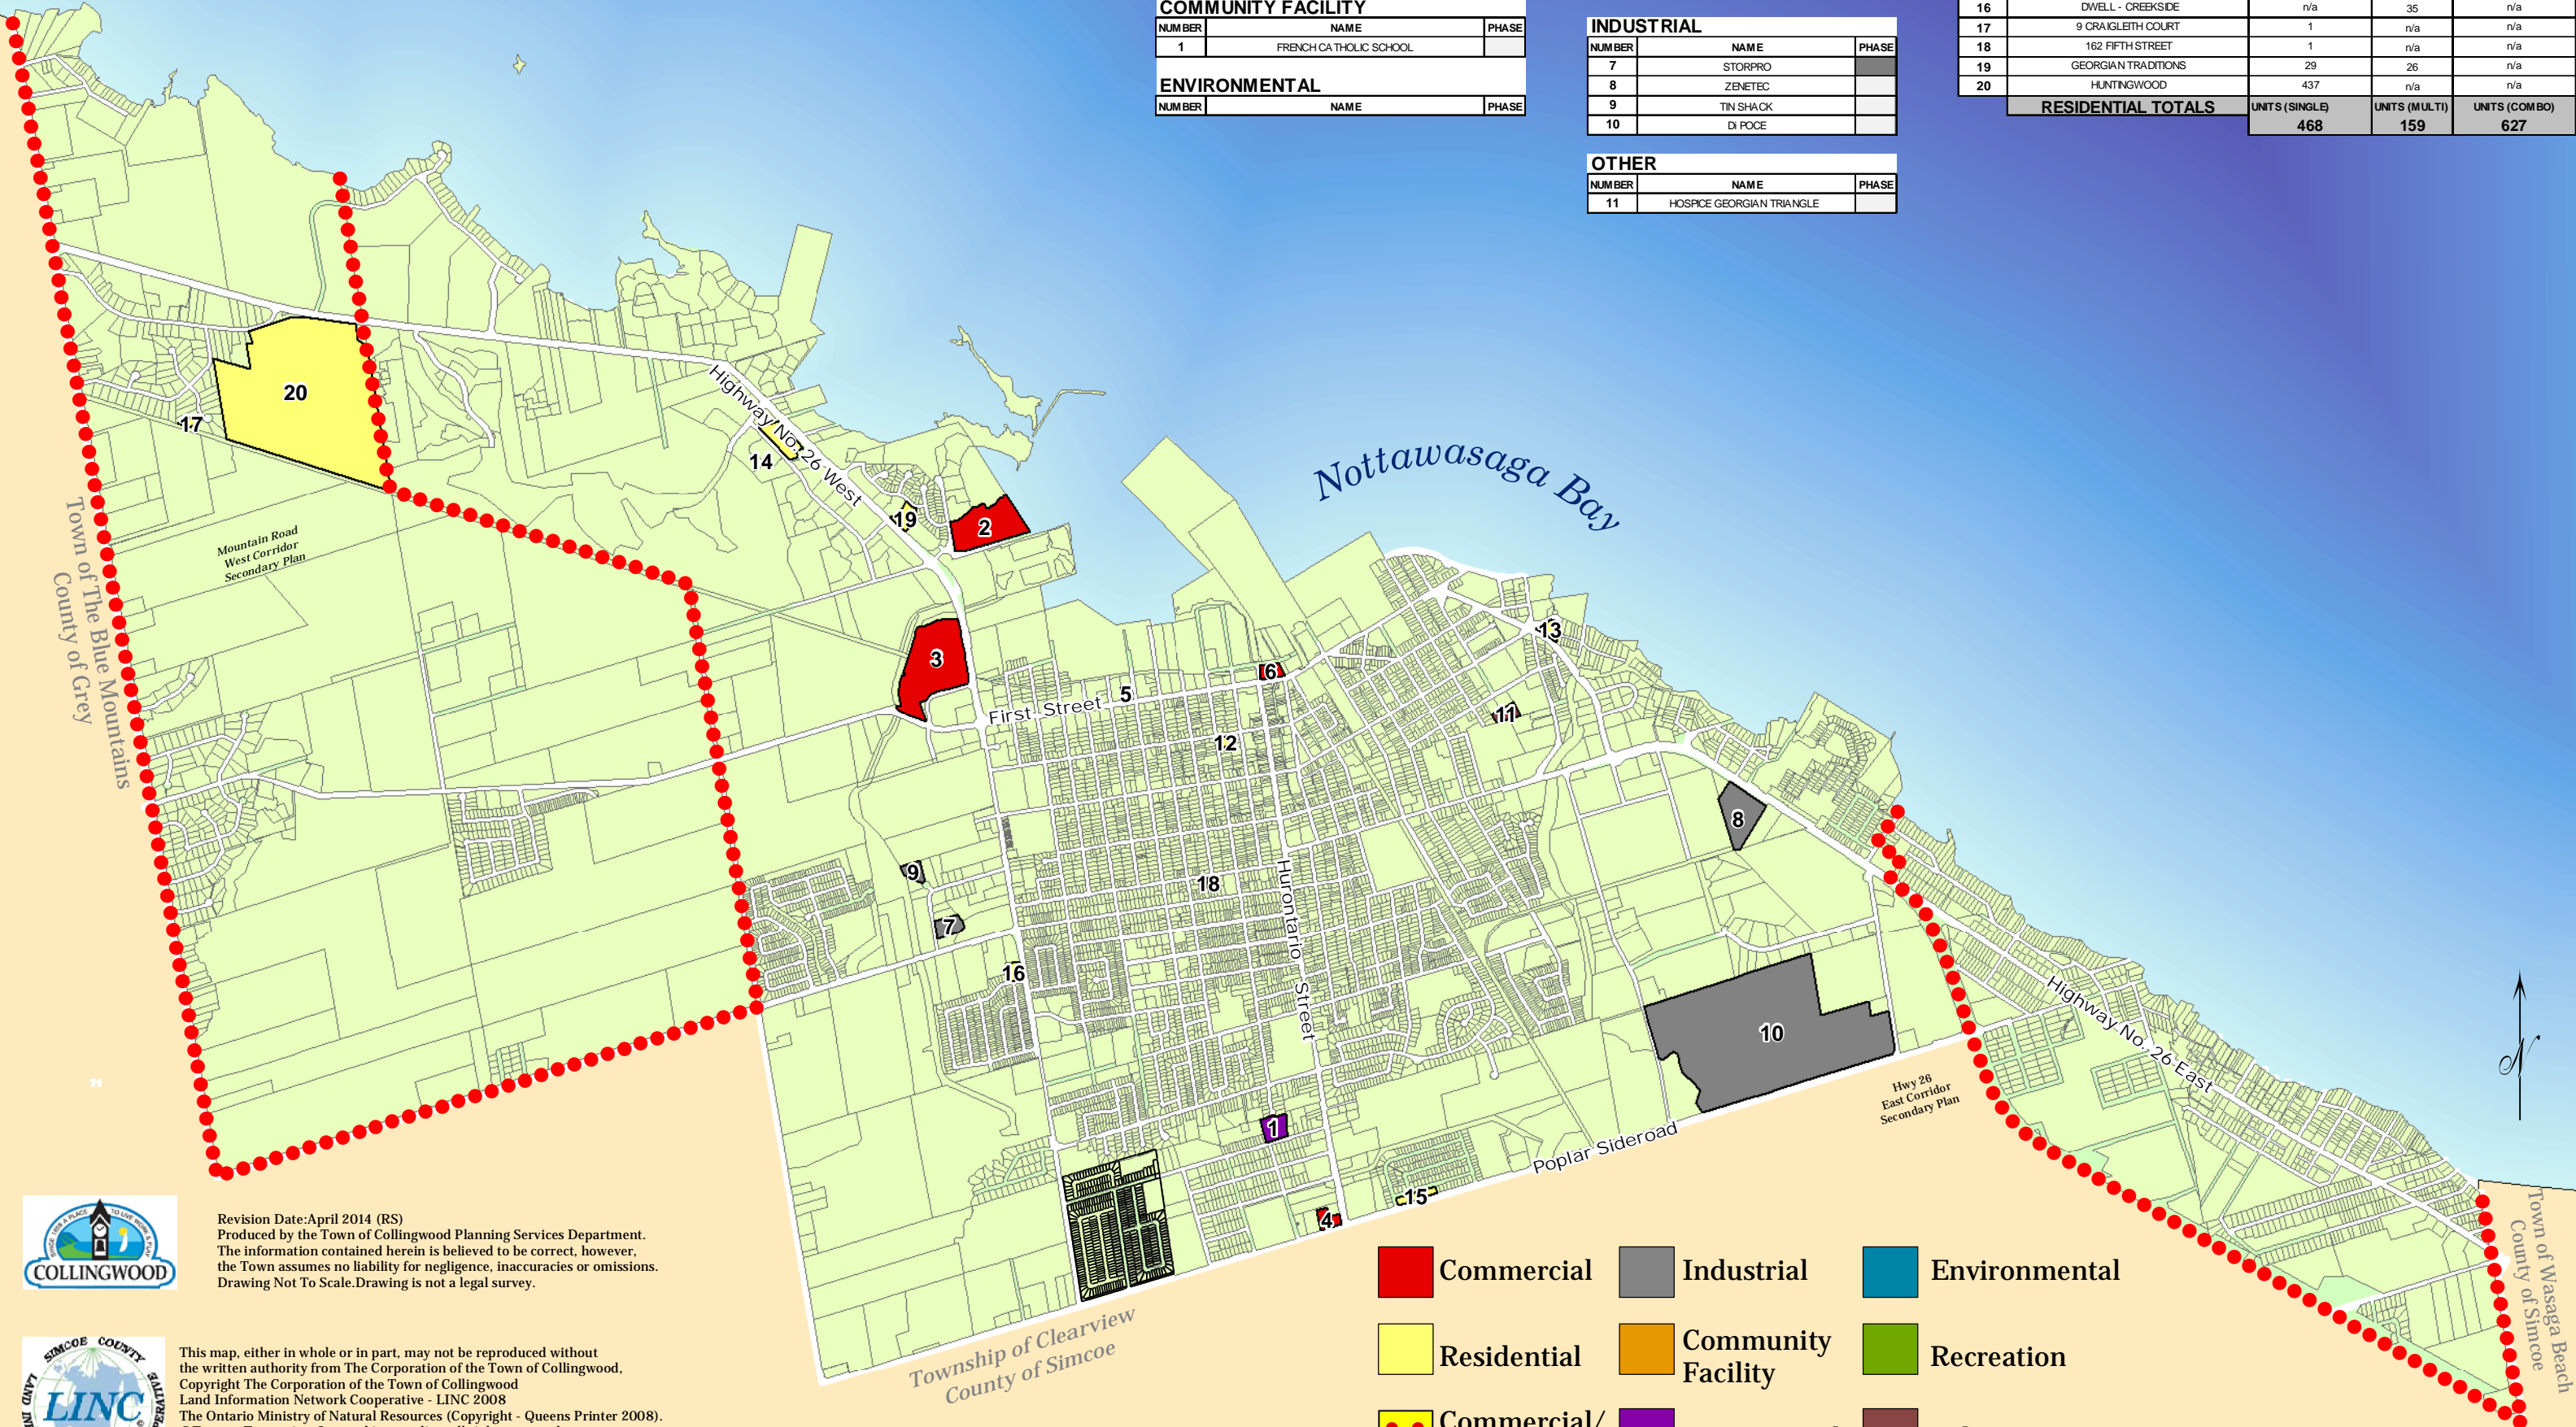 COMMUNITY FACILITY
NUMBER NAME PHASE
1 FRENCH CATHOLIC SCHOOL
ENVIRONMENTAL
NUMBER NAME PHASE
INDUSTRIAL
NUMBER NAME PHASE
7 STORPRO
8 ZENETEC
9 TIN SHACK
10 Di POCE
OTHER
NUMBER NAME PHASE
11 HOSPICE GEORGIAN TRIANGLE
16 DWELL - CREEKSIDE n/a 35 n/a
17 9 CRAIGLEITH COURT 1 n/a n/a
18 162 FIFTH STREET 1 n/a n/a
19 GEORGIAN TRADITIONS 29 26 n/a
20 HUNTINGWOOD 437 n/a n/a
RESIDENTIAL TOTALS UNITS (SINGLE) UNITS (MULTI) UNITS (COMBO)
468 159 627
20
17
Highway No. 26 West
14
19
2
Nottawasaga Bay
Mountain Road
West Corridor
Secondary Plan
Town of The Blue Mountains
County of Grey
3
6
13
5
First Street
11
12
8
9
18
7
Hurontario Street
16
10
Highway No. 26 East
Hwy 26
East Corridor
Secondary Plan
N
1
Poplar Sideroad
15
4
Town of Wasaga Beach
County of Simcoe
Township of Clearview
County of Simcoe
COLLINGWOOD
Revision Date:April 2014 (RS)
Produced by the Town of Collingwood Planning Services Department.
The information contained herein is believed to be correct, however,
the Town assumes no liability for negligence, inaccuracies or omissions.
Drawing Not To Scale.Drawing is not a legal survey.
SIMCOE COUNTY
LINC
This map, either in whole or in part, may not be reproduced without
the written authority from The Corporation of the Town of Collingwood,
Copyright The Corporation of the Town of Collingwood
Land Information Network Cooperative - LINC 2008
The Ontario Ministry of Natural Resources (Copyright - Queens Printer 2008).
Commercial
Industrial
Environmental
Residential
Community
Facility
Recreation
Commercial/